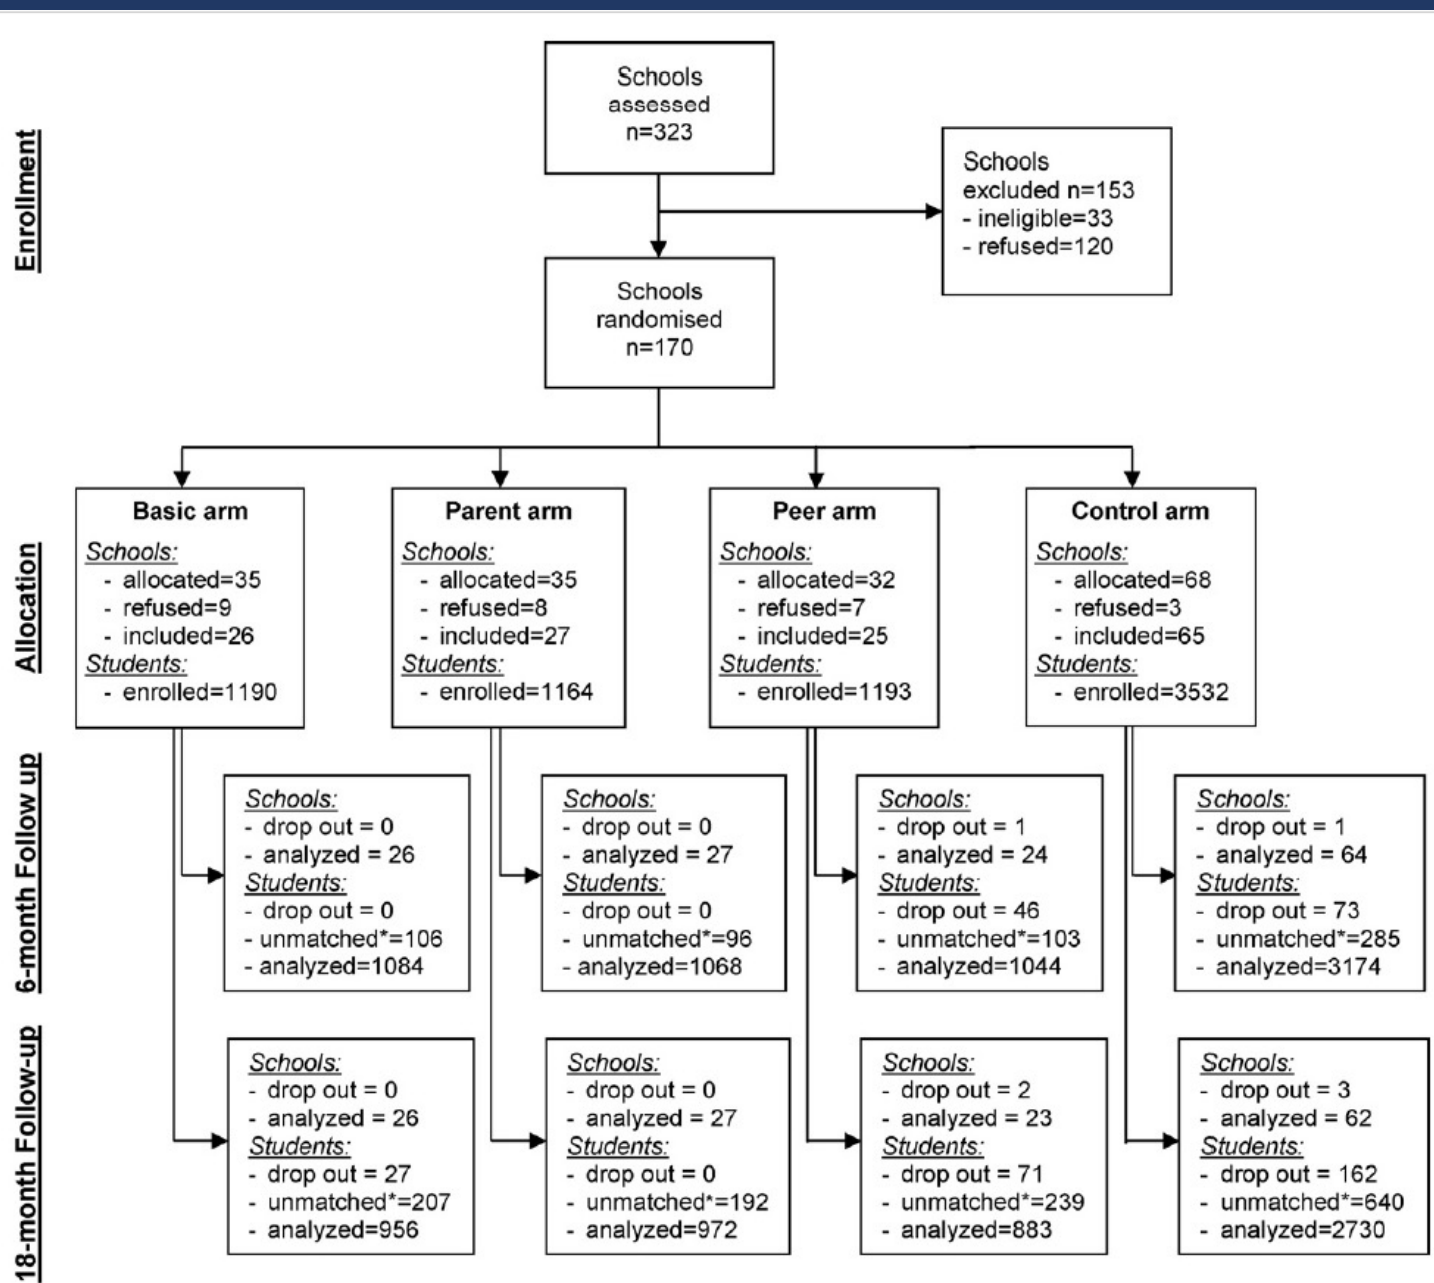 Enrollment
Schools
assessed
n=323
Schools
excluded n=153
- ineligible=33
- refused=120
Schools
randomised
n=170
Allocation
Basic arm
Schools:
- allocated=35
- refused=9
- included=26
Students:
- enrolled=1190
Parent arm
Schools:
- allocated=35
- refused=8
- included=27
Students:
- enrolled=1164
Peer arm
Schools:
- allocated=32
- refused=7
- included=25
Students:
- enrolled=1193
Control arm
Schools:
- allocated=68
- refused=3
- included=65
Students:
- enrolled=3532
6-month Follow up
Schools:
- drop out = 0
- analyzed = 26
Students:
- drop out = 0
- unmatched*=106
- analyzed=1084
Schools:
- drop out = 0
- analyzed = 27
Students:
- drop out = 0
- unmatched*=96
- analyzed=1068
Schools:
- drop out = 1
- analyzed = 24
Students:
- drop out = 46
- unmatched*=103
- analyzed=1044
Schools:
- drop out = 1
- analyzed = 64
Students:
- drop out = 73
- unmatched*=285
- analyzed=3174
18-month Follow-up
Schools:
- drop out = 0
- analyzed = 26
Students:
- drop out = 27
- unmatched*=207
- analyzed=956
Schools:
- drop out = 0
- analyzed = 27
Students:
- drop out = 0
- unmatched*=192
- analyzed=972
Schools:
- drop out = 2
- analyzed = 23
Students:
- drop out = 71
- unmatched*=239
- analyzed=883
Schools:
- drop out = 3
- analyzed = 62
Students:
- drop out = 162
- unmatched*=640
- analyzed=2730